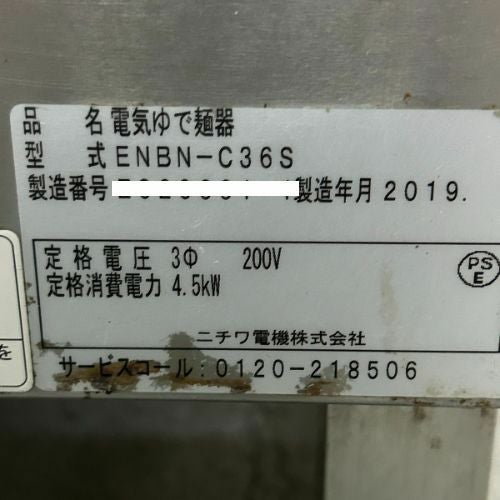 品 名 電気ゆで麺器
型 式 ENBN-C36S
製造番号 製造年月 2019.
定格電圧 3Φ 200V
定格消費電力 4.5kW
PS
E
ニチワ電機株式会社
サービスコール:0120-218506
を